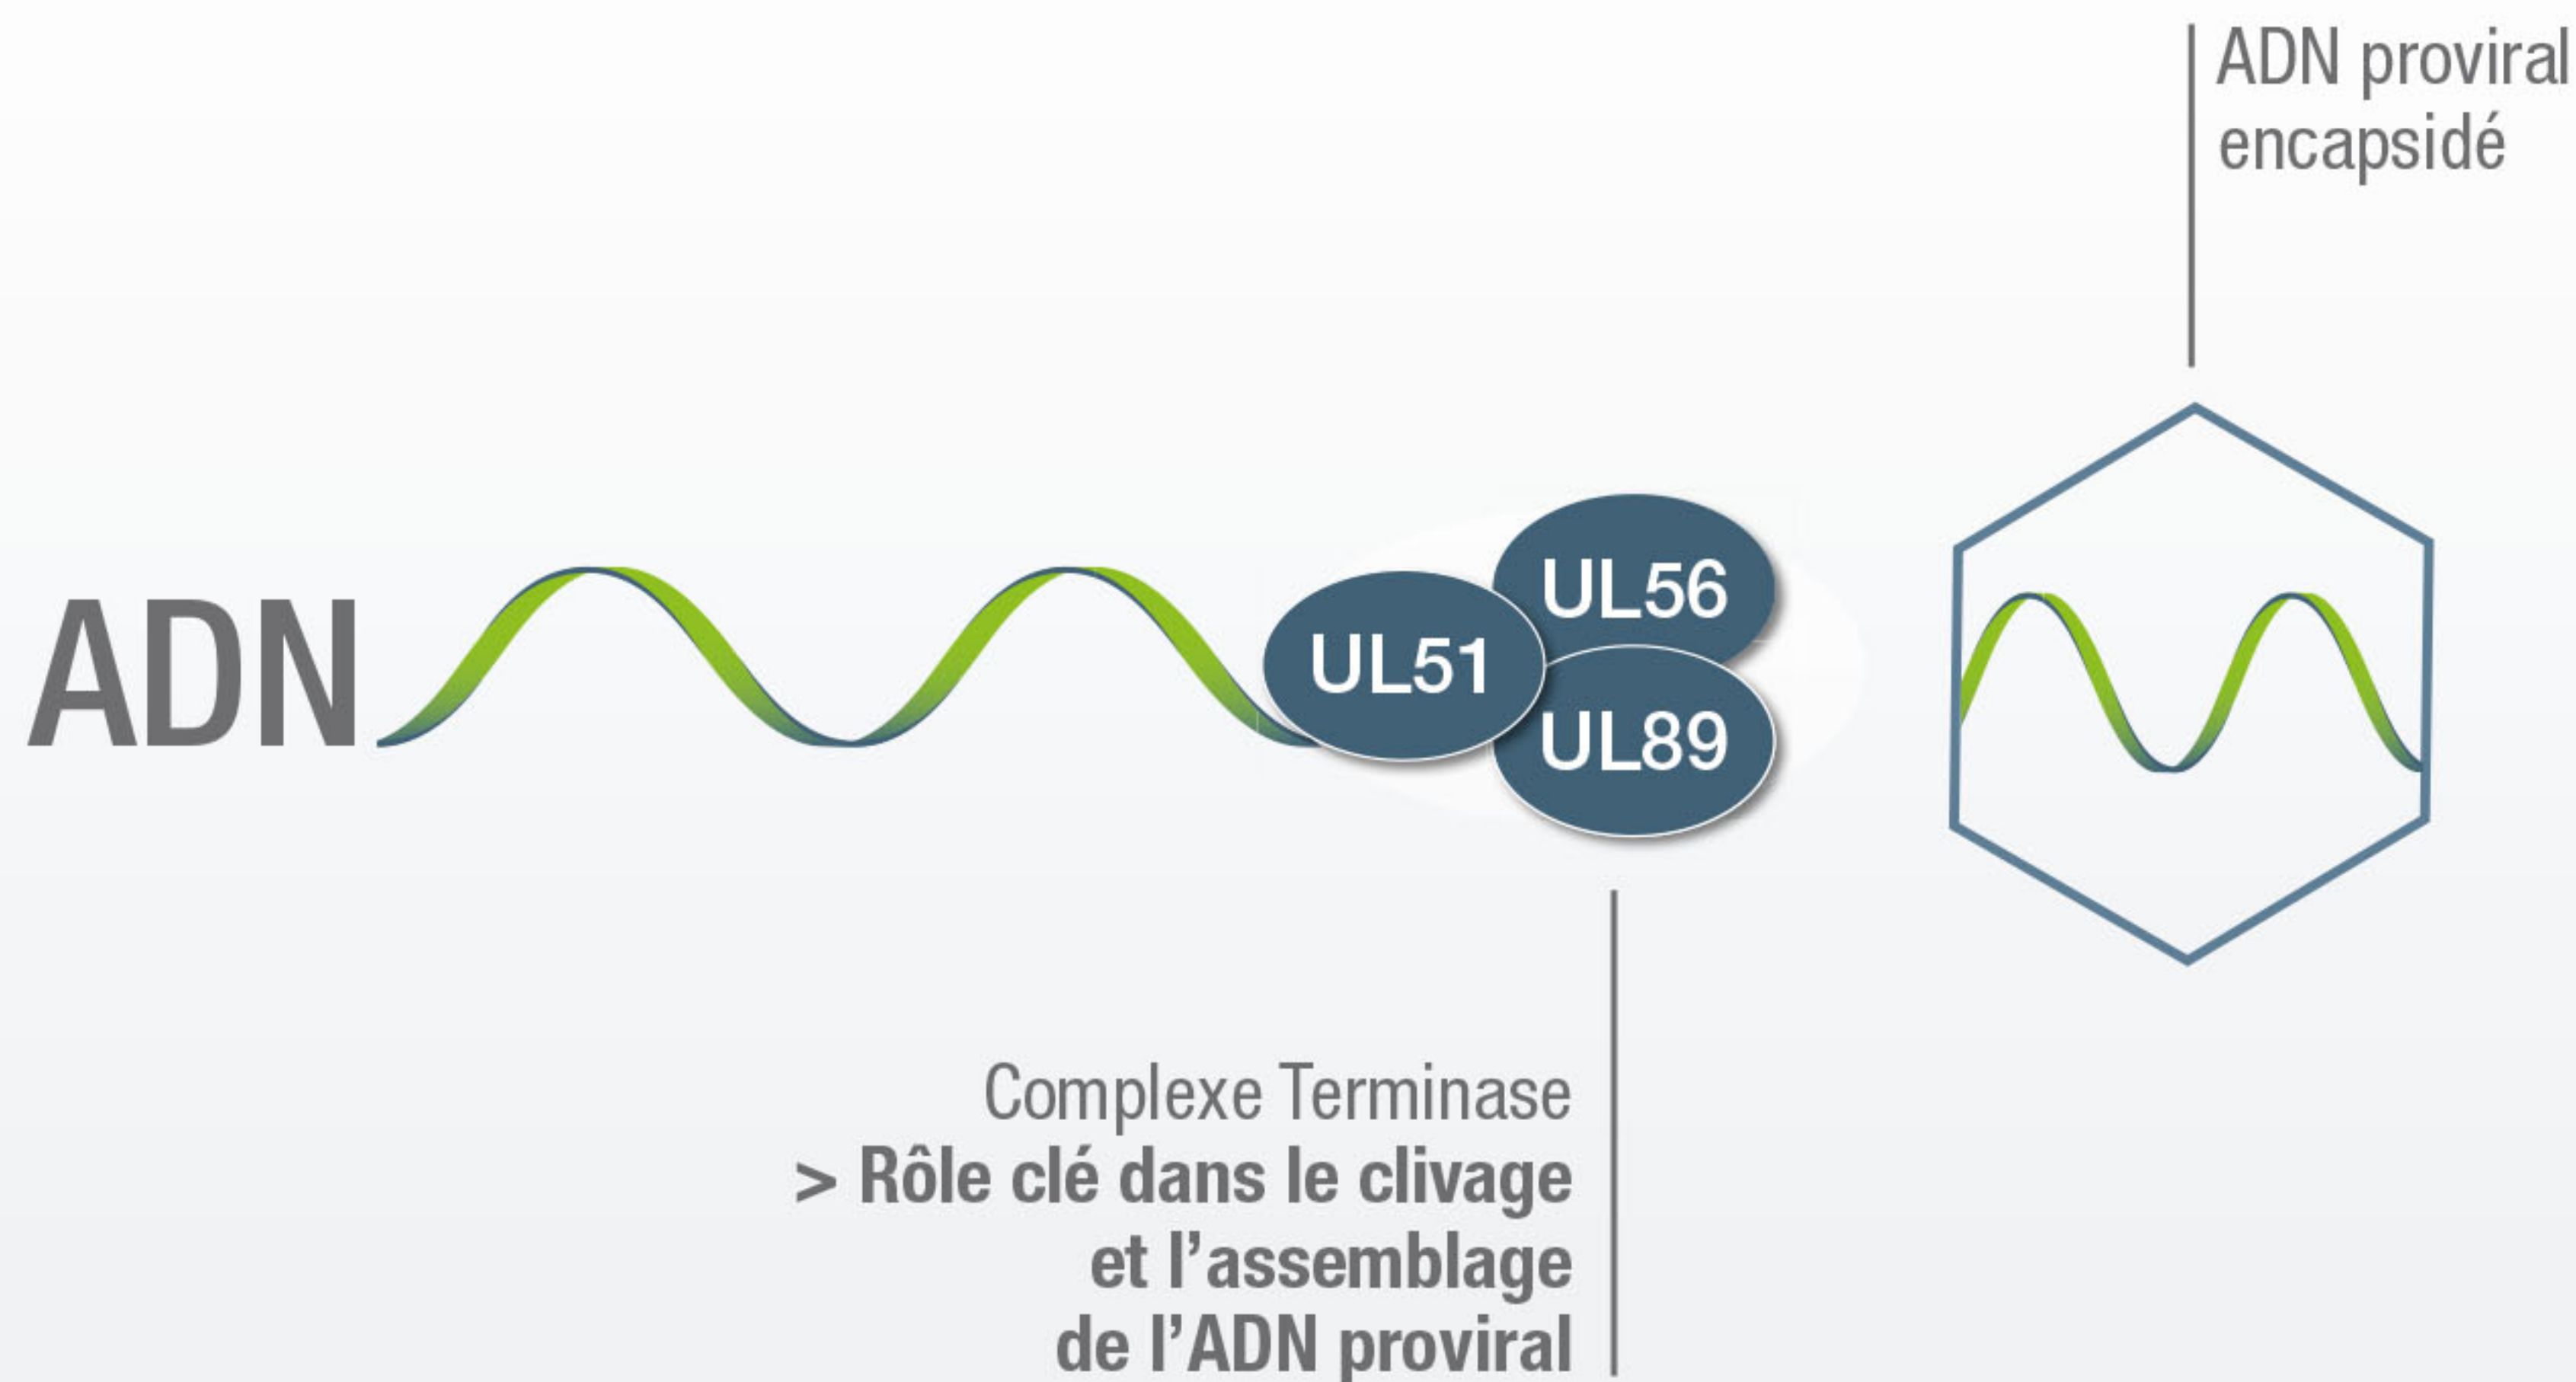 ADN proviral
encapsidé
ADN
UL56
UL51
UL89
Complexe Terminase
> Rôle clé dans le clivage
et l’assemblage
de l’ADN proviral